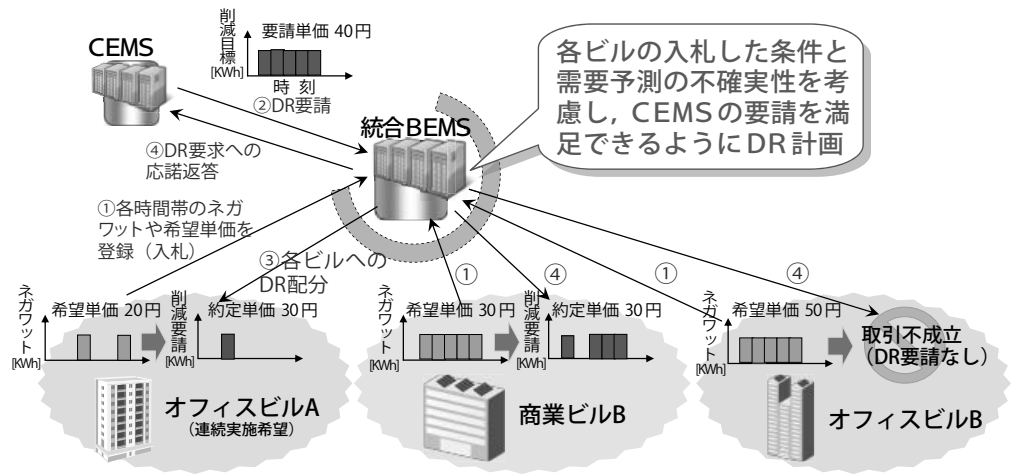 CEMS
削減目標
[KWh]
要請単価 40円
時 刻
②DR要請
統合BEMS
各ビルの入札した条件と
需要予測の不確実性を考
慮し，CEMSの要請を満
足できるようにDR計画
④DR要求への
応諾返答
①各時間帯のネガ
ワットや希望単価を
登録（入札）
③各ビルへの
DR配分
①
④
①
④
ネガワット
[KWh]
希望単価 20円
削減要請
[KWh]
約定単価 30円
ネガワット
[KWh]
希望単価 30円
削減要請
[KWh]
約定単価 30円
ネガワット
[KWh]
希望単価 50円
取引不成立
（DR要請なし）
オフィスビルA
（連続実施希望）
商業ビルB
オフィスビルB